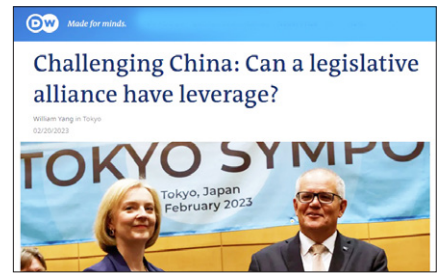 DW Made for minds.
Challenging China: Can a legislative
alliance have leverage?
William Yang in Tokyo
02/20/2023
TOKYO SYMPO
Tokyo, Japan
February 2023